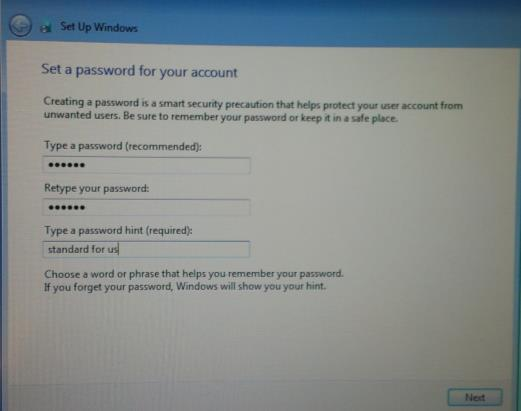 Set Up Windows
Set a password for your account
Creating a password is a smart security precaution that helps protect your user account from
unwanted users. Be sure to remember your password or keep it in a safe place.
Type a password (recommended):
••••••
Retype your password:
••••••
Type a password hint (required):
standard for us
Choose a word or phrase that helps you remember your password.
If you forget your password, Windows will show you your hint.
Next